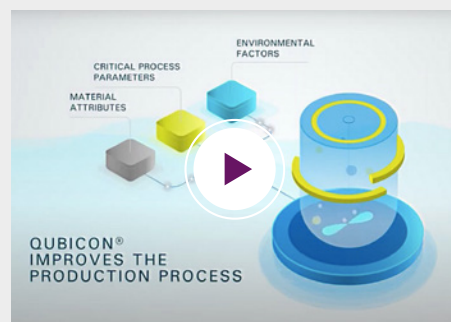 ENVIRONMENTAL
FACTORS
CRITICAL PROCESS
PARAMETERS
MATERIAL
ATTRIBUTES
QUBICON®
IMPROVES THE
PRODUCTION PROCESS